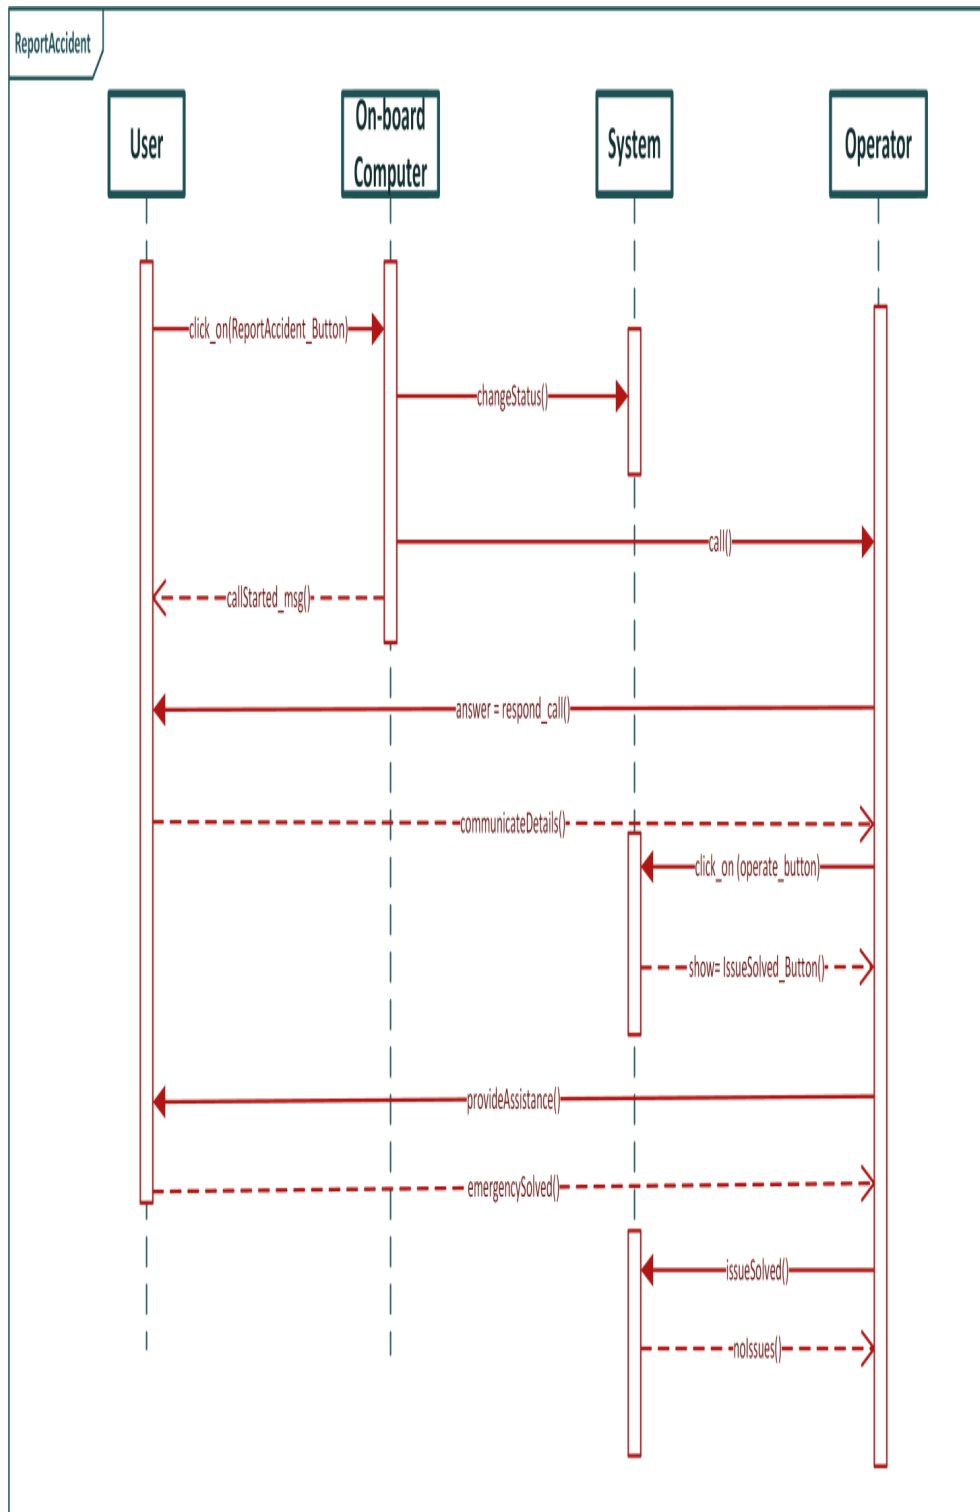 ReportAccident
User
On-board
Computer
System
Operator
click_on(ReportAccident_Button)
changeStatus()
call()
callStarted_msg()
answer = respond_call()
communicateDetails()
click_on (operate_button)
show= IssueSolved_Button()
provideAssistance()
emergencySolved()
issueSolved()
noIssues()